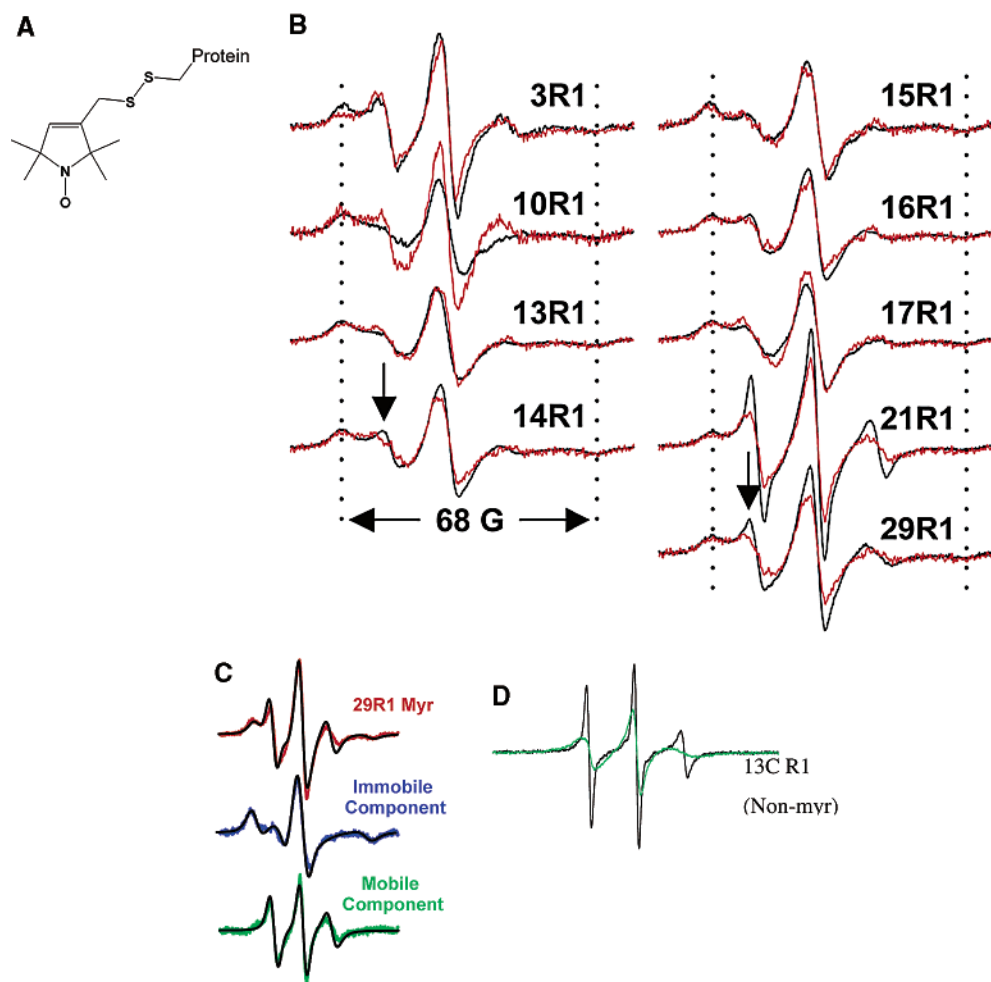 A
Protein
S
S
N
O
B
3R1
10R1
13R1
14R1
68 G
15R1
16R1
17R1
21R1
29R1
C
29R1 Myr
Immobile
Component
Mobile
Component
D
13C R1
(Non-myr)